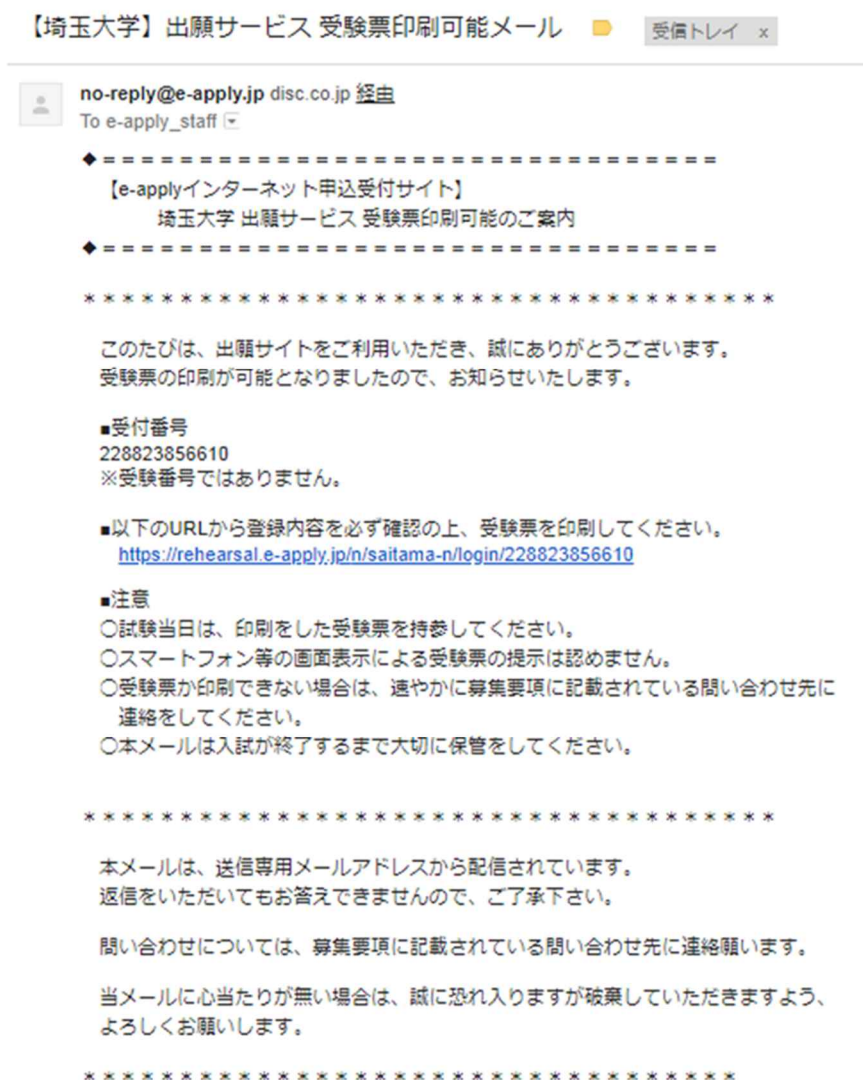 【埼玉大学】出願サービス 受験票印刷可能メール 受信トレイ x
no-reply@e-apply.jp disc.co.jp 経由
To e-apply_staff
◆＝＝＝＝＝＝＝＝＝＝＝＝＝＝＝＝＝＝＝＝＝＝＝＝＝＝＝＝＝＝＝＝
【e-applyインターネット申込受付サイト】
埼玉大学 出願サービス 受験票印刷可能のご案内
◆＝＝＝＝＝＝＝＝＝＝＝＝＝＝＝＝＝＝＝＝＝＝＝＝＝＝＝＝＝＝＝＝
＊＊＊＊＊＊＊＊＊＊＊＊＊＊＊＊＊＊＊＊＊＊＊＊＊＊＊＊＊＊＊＊＊＊＊＊
このたびは、出願サイトをご利用いただき、誠にありがとうございます。
受験票の印刷が可能となりましたので、お知らせいたします。
■受付番号
228823856610
※受験番号ではありません。
■以下のURLから登録内容を必ず確認の上、受験票を印刷してください。
https://rehearsal.e-apply.jp/n/saitama-n/login/228823856610
■注意
○試験当日は、印刷をした受験票を持参してください。
○スマートフォン等の画面表示による受験票の提示は認めません。
○受験票か印刷できない場合は、速やかに募集要項に記載されている問い合わせ先に
連絡をしてください。
○本メールは入試が終了するまで大切に保管をしてください。
＊＊＊＊＊＊＊＊＊＊＊＊＊＊＊＊＊＊＊＊＊＊＊＊＊＊＊＊＊＊＊＊＊＊＊＊
本メールは、送信専用メールアドレスから配信されています。
返信をいただいてもお答えできませんので、ご了承下さい。
問い合わせについては、募集要項に記載されている問い合わせ先に連絡願います。
当メールに心当たりが無い場合は、誠に恐れ入りますが破棄していただきますよう、
よろしくお願いします。
＊＊＊＊＊＊＊＊＊＊＊＊＊＊＊＊＊＊＊＊＊＊＊＊＊＊＊＊＊＊＊＊＊＊